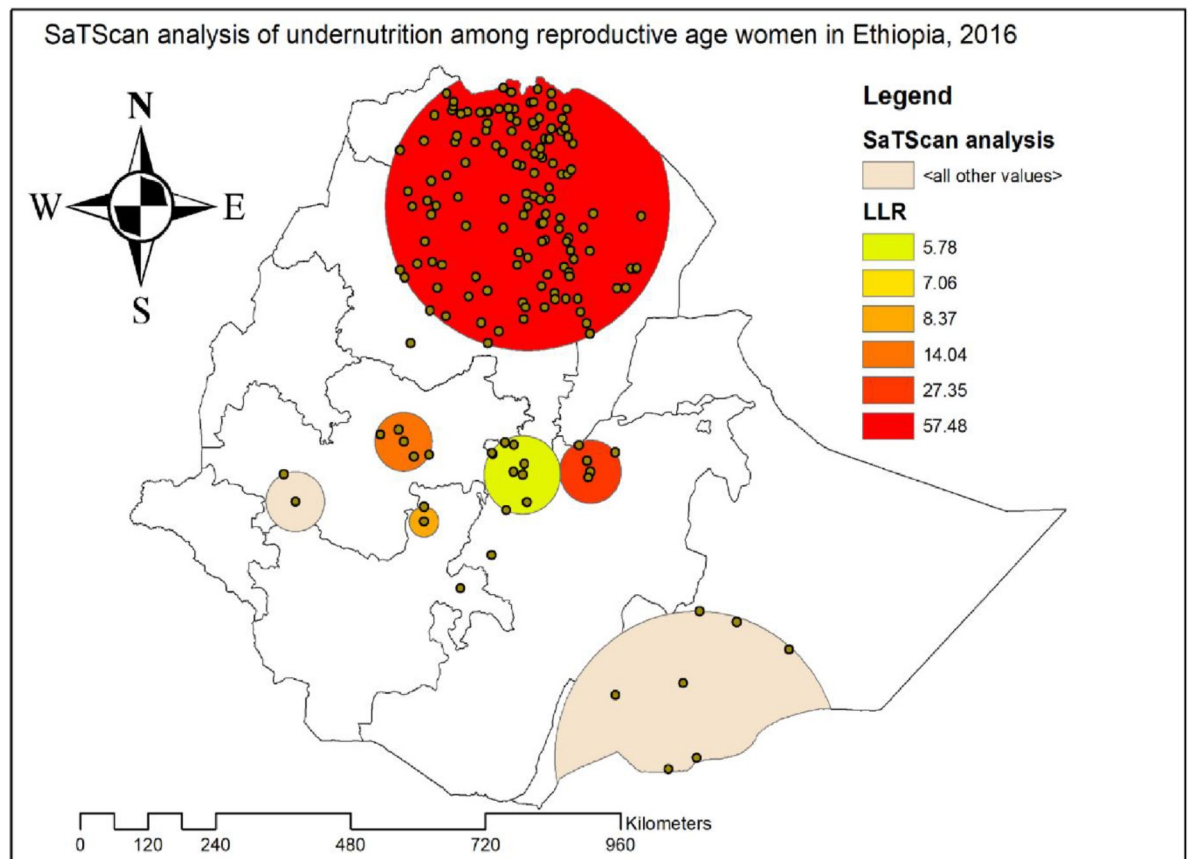 SaTScan analysis of undernutrition among reproductive age women in Ethiopia, 2016
N
W
E
S
Legend
SaTScan analysis
<all other values>
LLR
5.78
7.06
8.37
14.04
27.35
57.48
Kilometers
0 120 240 480 720 960